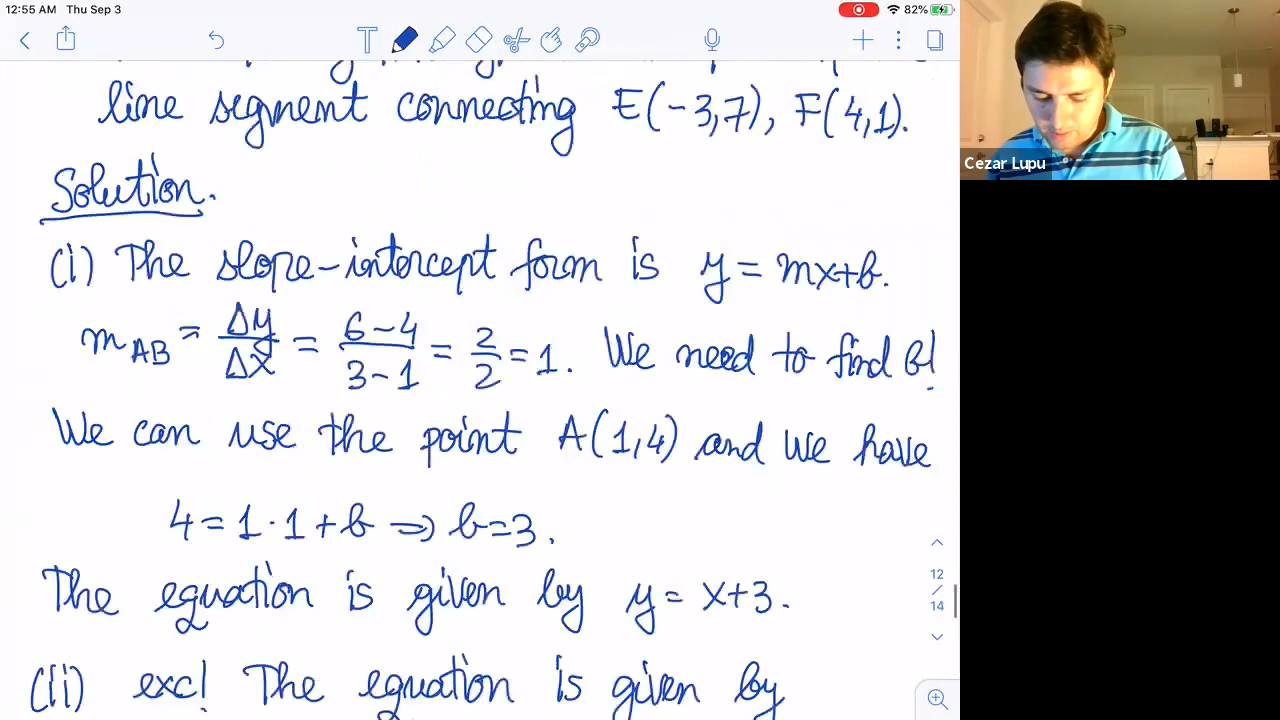 12:55 AM Thu Sep 3
82%
line segment connecting E(-3,7), F(4,1).
Solution.
(i) The slope-intercept form is y = mx+b.
m_AB = Δy/Δx = (6-4)/(3-1) = 2/2 = 1. We need to find b!
We can use the point A(1,4) and we have
4 = 1·1 + b ⇒ b=3.
The equation is given by y = x+3.
(ii) exc! The equation is given by
12
/
14
Cezar Lupu